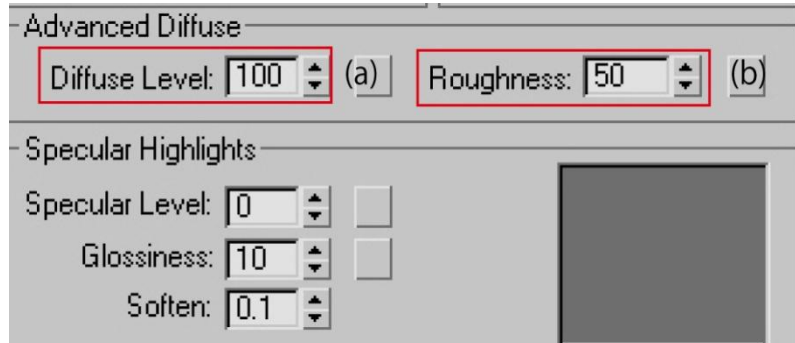 Advanced Diffuse
Diffuse Level: 100 (a) Roughness: 50 (b)
Specular Highlights
Specular Level: 0
Glossiness: 10
Soften: 0.1